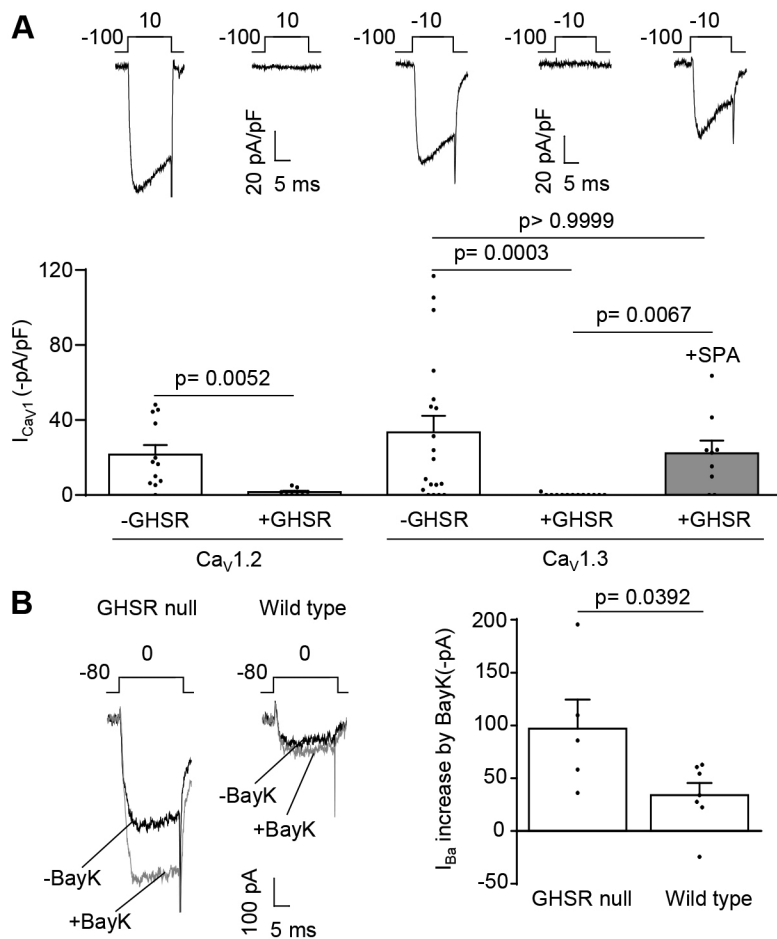 A
10 10 -10 -10 -10
-100 -100 -100 -100 -100
20 pA/pF
5 ms
20 pA/pF
5 ms
p> 0.9999
p= 0.0003
p= 0.0067
+SPA
p= 0.0052
I_CaV1 (-pA/pF)
120
80
40
0
-GHSR +GHSR -GHSR +GHSR +GHSR
CaV1.2 CaV1.3
B
GHSR null Wild type
0 0
-80 -80
-BayK
+BayK
-BayK
+BayK
100 pA
5 ms
p= 0.0392
I_Ba increase by BayK(-pA)
200
150
100
50
0
-50
GHSR null Wild type